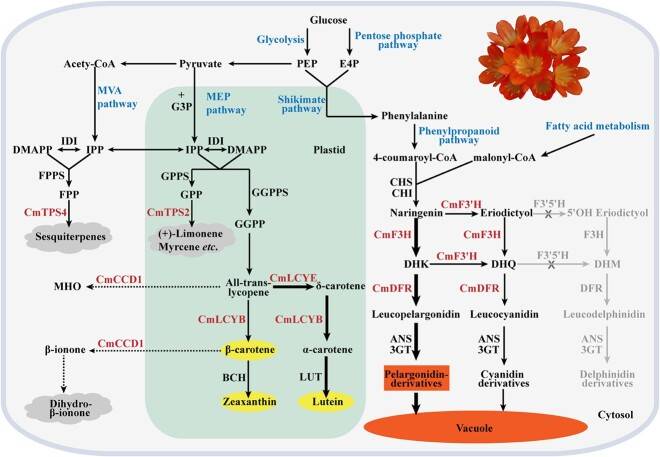 Glucose
Glycolysis
Pentose phosphate
pathway
Acety-CoA
Pyruvate
PEP
E4P
MVA
pathway
+
G3P
MEP
pathway
Shikimate
pathway
Phenylalanine
Phenylpropanoid
pathway
Fatty acid metabolism
Plastid
DMAPP
IDI
IPP
IPP
IDI
DMAPP
4-coumaroyl-CoA
malonyl-CoA
FPPS
GPPS
GGPPS
CHS
CHI
FPP
GPP
CmTPS4
CmTPS2
GGPP
Naringenin
CmF3'H
Eriodictyol
F3'5'H
5'OH Eriodictyol
Sesquiterpenes
(+)-Limonene
Myrcene etc.
CmF3H
CmF3H
F3H
DHK
CmF3'H
DHQ
F3'5'H
DHM
MHO
CmCCD1
All-trans-
lycopene
CmLCYE
δ-carotene
CmDFR
CmDFR
DFR
CmLCYB
CmLCYB
Leucopelargonidin
Leucocyanidin
Leucodelphinidin
β-ionone
CmCCD1
β-carotene
α-carotene
ANS
3GT
ANS
3GT
ANS
3GT
BCH
LUT
Pelargonidin-
derivatives
Cyanidin
derivatives
Delphinidin
derivatives
Dihydro-
β-ionone
Zeaxanthin
Lutein
Vacuole
Cytosol